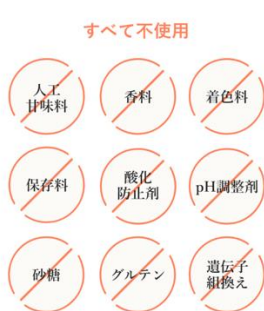 すべて不使用
人工
甘味料
香料
着色料
保存料
酸化
防止剤
pH調整剤
砂糖
グルテン
遺伝子
組換え